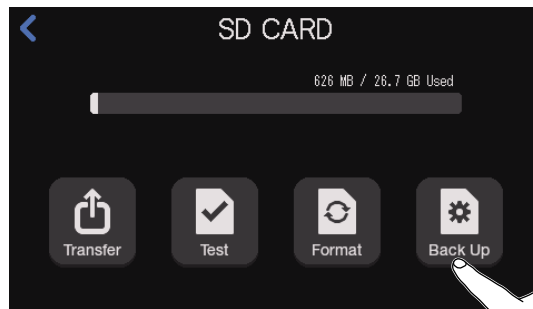 SD CARD
626 MB / 26.7 GB Used
Transfer
Test
Format
Back Up